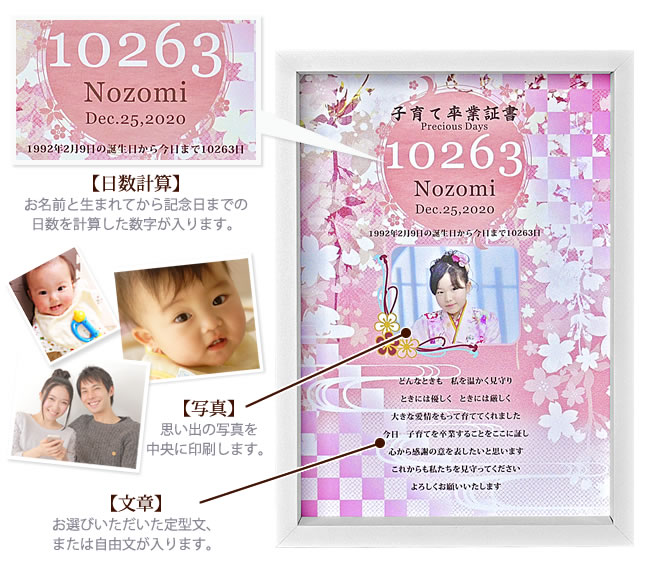 10263
Nozomi
Dec.25,2020
1992年2月9日の誕生日から今日まで10263日
【日数計算】
お名前と生まれてから記念日までの
日数を計算した数字が入ります。
子育て卒業証書
Precious Days
10263
Nozomi
Dec.25,2020
1992年2月9日の誕生日から今日まで10263日
【写真】
思い出の写真を
中央に印刷します。
どんなときも 私を温かく見守り
ときには優しく ときには厳しく
大きな愛情をもって育ててくれました
今日 子育てを卒業することをここに証し
心から感謝の意を表したいと思います
これからも私たちを見守ってください
よろしくお願いいたします
【文章】
お選びいただいた定型文、
または自由文が入ります。